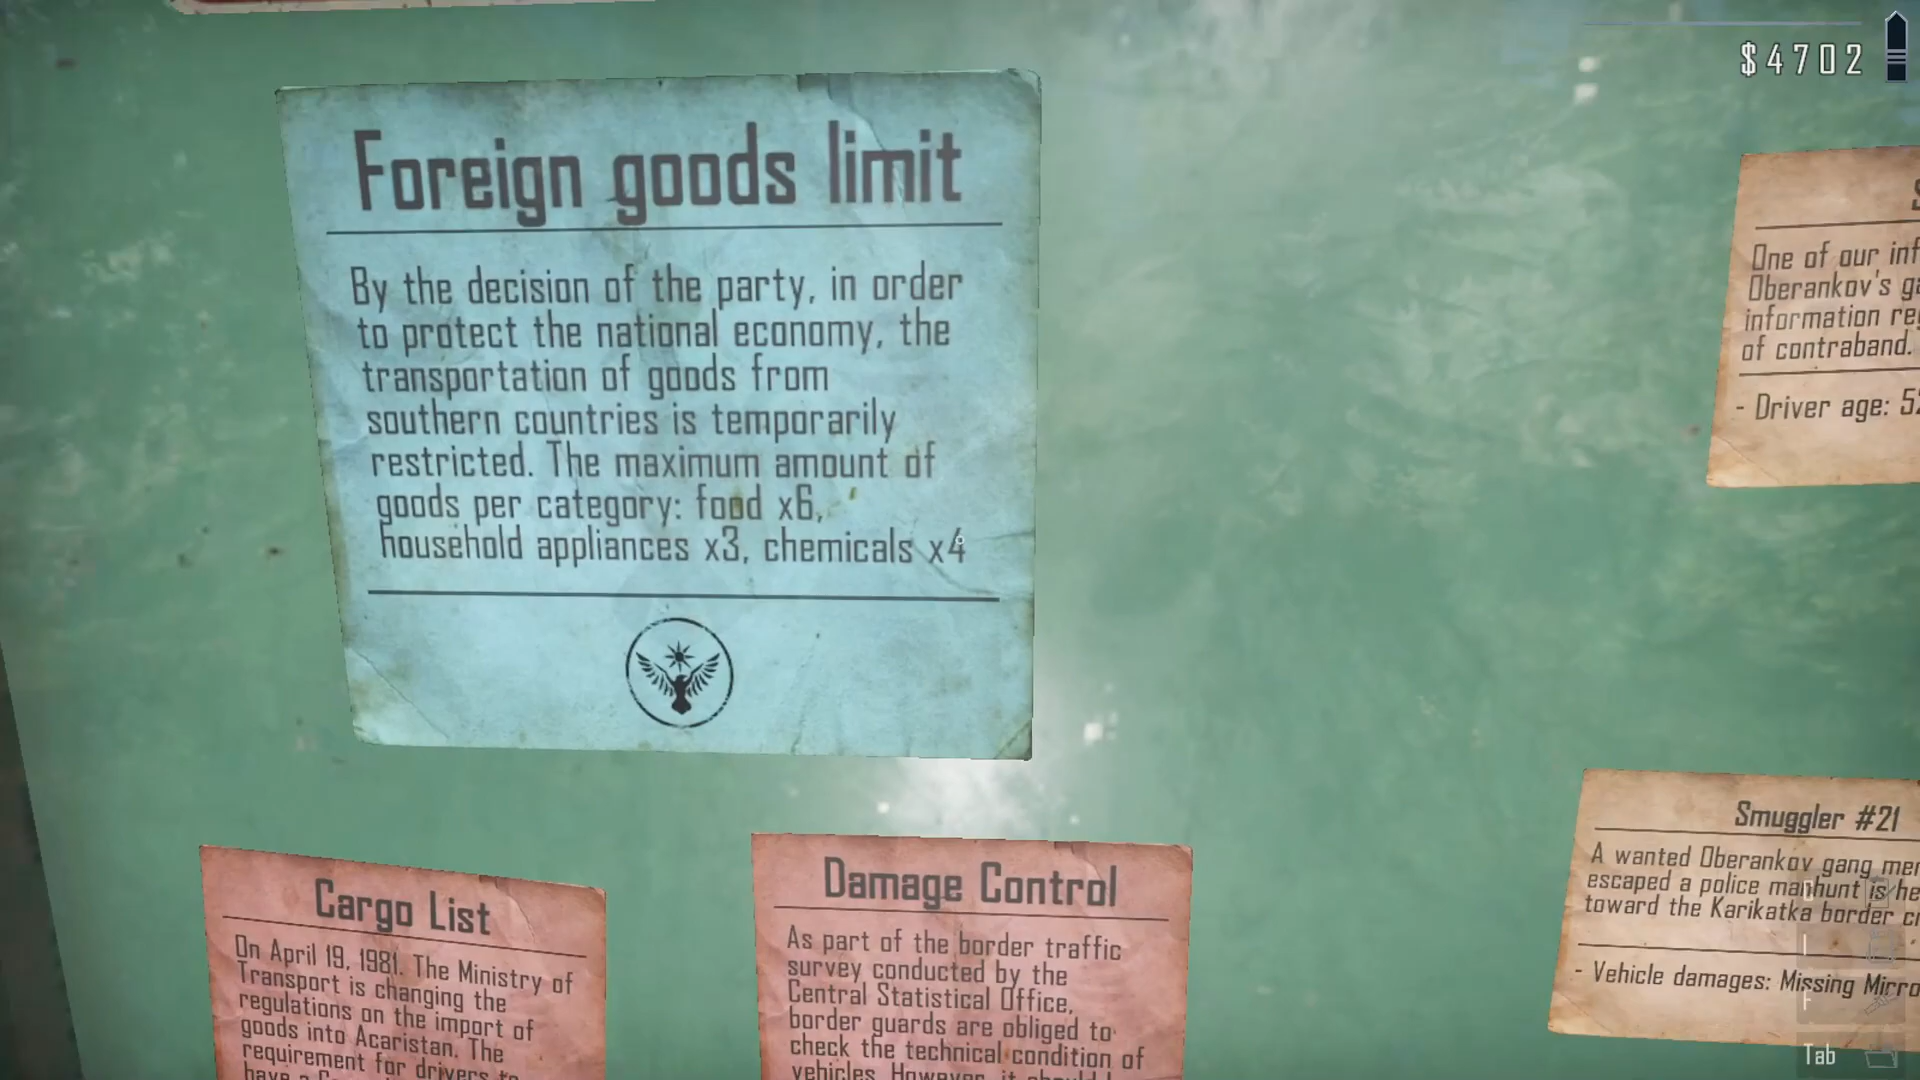 $4702
Foreign goods limit
By the decision of the party, in order
to protect the national economy, the
transportation of goods from
southern countries is temporarily
restricted. The maximum amount of
goods per category: food x6,
household appliances x3, chemicals x4
One of our
Oberankov's
information
of contraband.
- Driver age:
Cargo List
On April 19, 1981. The Ministry of
Transport is changing the
regulations on the import of
goods into Acaristan. The
requirement for drivers to
have a
Damage Control
As part of the border traffic
survey conducted by the
Central Statistical Office,
border guards are obliged to
check the technical condition of
vehicles. However, it should
Smuggler #21
A wanted Oberankov gang
escaped a police manhunt is
toward the Karikatka border
- Vehicle damages: Missing
I
F
Tab